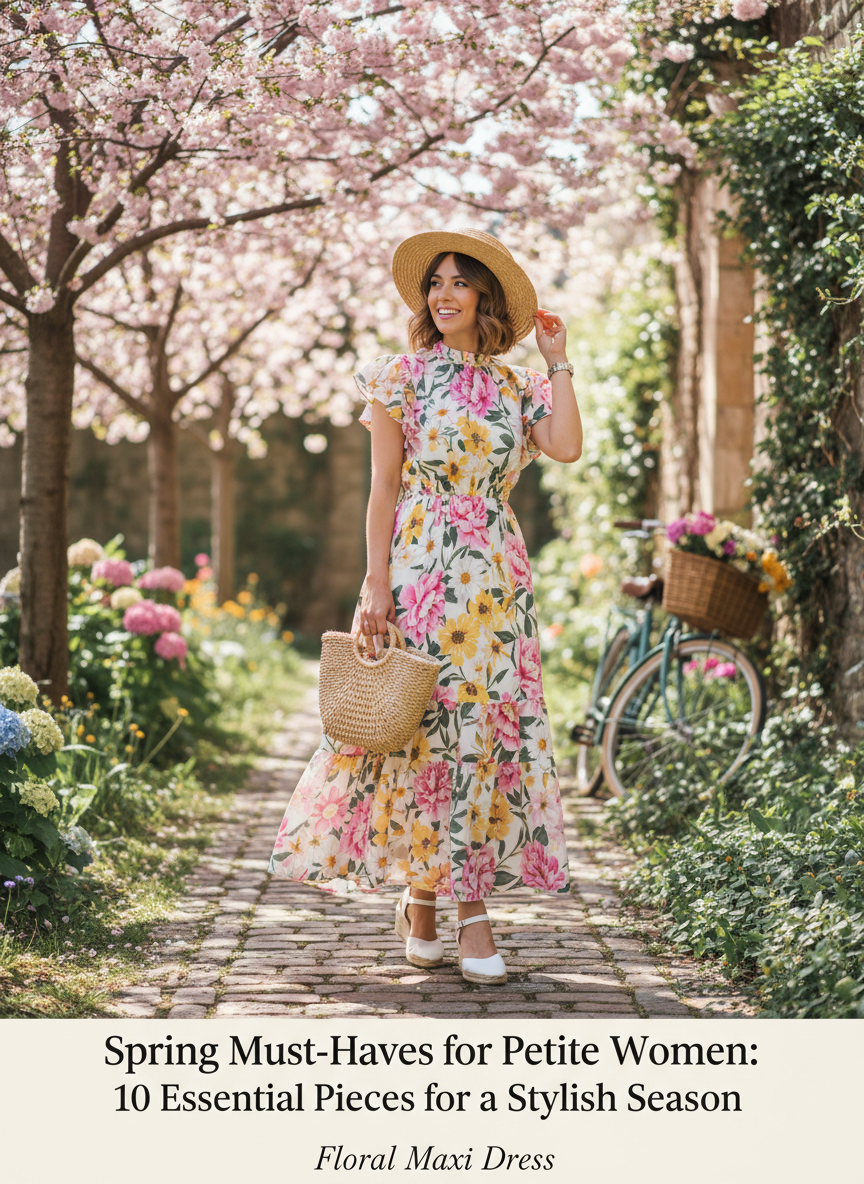 Spring Must-Haves for Petite Women:
10 Essential Pieces for a Stylish Season
Floral Maxi Dress